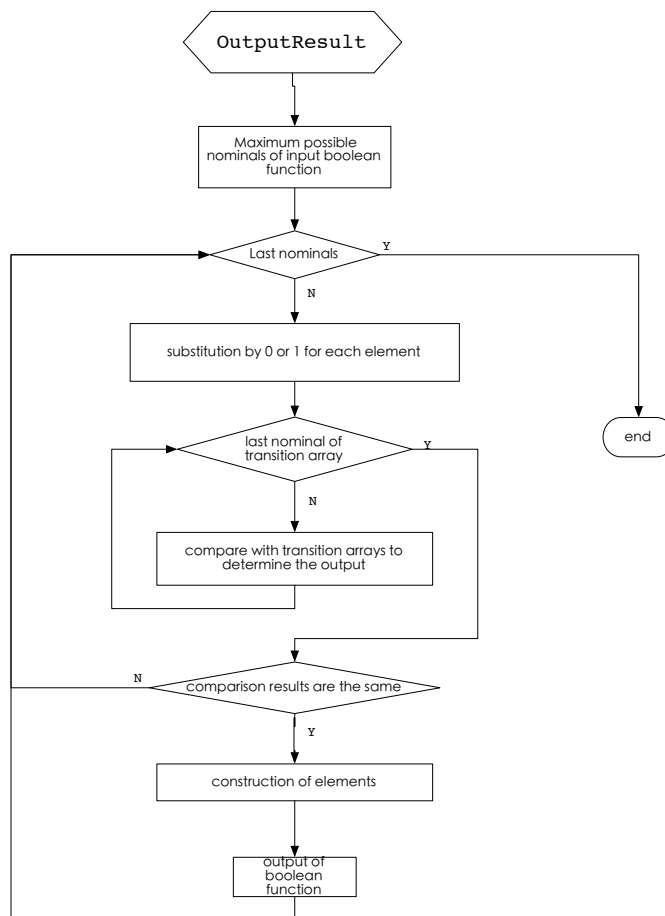 OutputResult
Maximum possible
nominals of input boolean
function
Last nominals
Y
N
substitution by 0 or 1 for each element
last nominal of
transition array
Y
end
N
compare with transition arrays to
determine the output
comparison results are the same
N
Y
construction of elements
output of
boolean
function